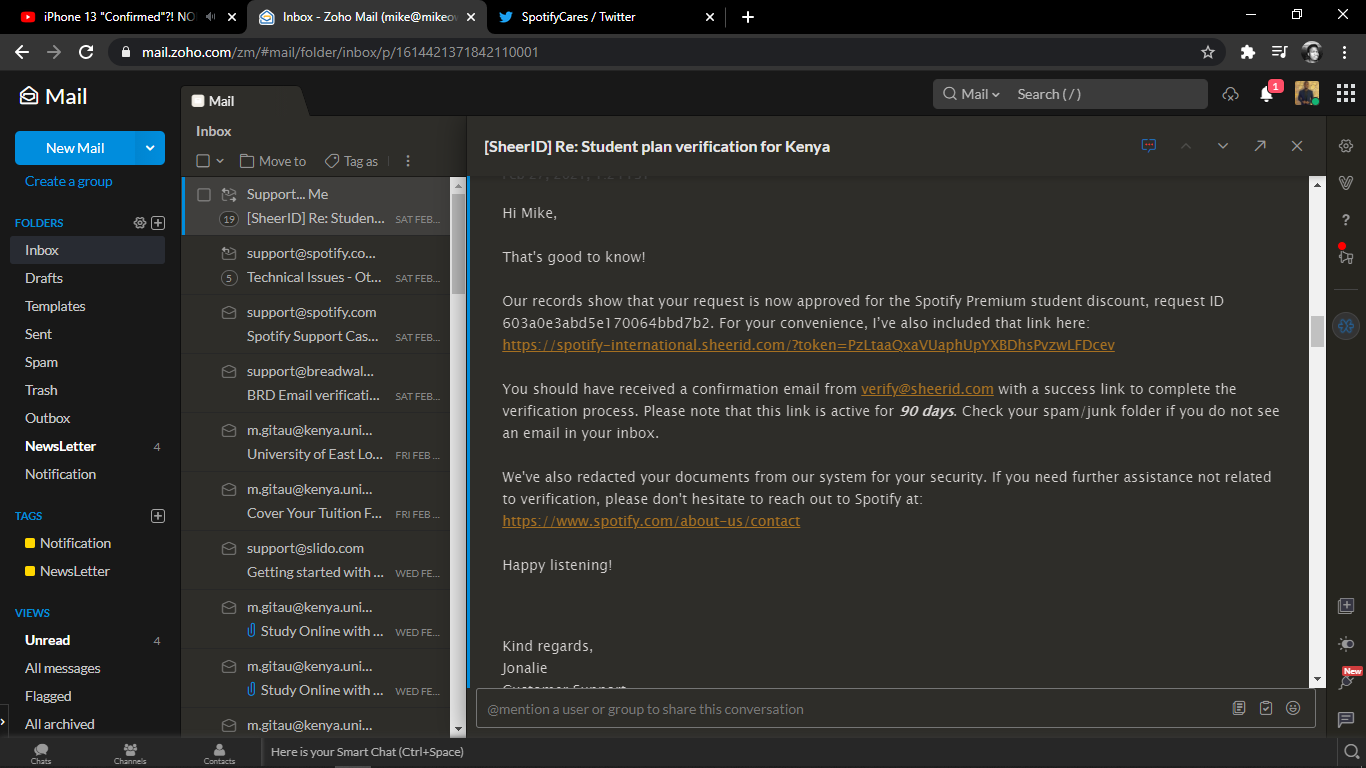 iPhone 13 "Confirmed"?! NO
Inbox - Zoho Mail (mike@mikeow
SpotifyCares / Twitter
mail.zoho.com/zm/#mail/folder/inbox/p/1614421371842110001
Mail
Mail
Mail
Search ( / )
1
New Mail
Create a group
FOLDERS
Inbox
Drafts
Templates
Sent
Spam
Trash
Outbox
NewsLetter 4
Notification
TAGS
Notification
NewsLetter
VIEWS
Unread 4
All messages
Flagged
All archived
Inbox
Move to
Tag as
Support... Me
19 [SheerID] Re: Studen... SAT FEB...
support@spotify.co...
5 Technical Issues - Ot... SAT FEB...
support@spotify.com
Spotify Support Cas... SAT FEB...
support@breadwal...
BRD Email verificati... SAT FEB...
m.gitau@kenya.uni...
University of East Lo... FRI FEB ...
m.gitau@kenya.uni...
Cover Your Tuition F... FRI FEB ...
support@slido.com
Getting started with ... WED FE...
m.gitau@kenya.uni...
Study Online with ... WED FE...
m.gitau@kenya.uni...
Study Online with ... WED FE...
m.gitau@kenya.uni...
[SheerID] Re: Student plan verification for Kenya
Hi Mike,
That's good to know!
Our records show that your request is now approved for the Spotify Premium student discount, request ID
603a0e3abd5e170064bbd7b2. For your convenience, I've also included that link here:
https://spotify-international.sheerid.com/?token=PzLtaaQxaVUaphUpYXBDhsPvzwLFDcev
You should have received a confirmation email from verify@sheerid.com with a success link to complete the
verification process. Please note that this link is active for 90 days. Check your spam/junk folder if you do not see
an email in your inbox.
We've also redacted your documents from our system for your security. If you need further assistance not related
to verification, please don't hesitate to reach out to Spotify at:
https://www.spotify.com/about-us/contact
Happy listening!
Kind regards,
Jonalie
Customer Support
@mention a user or group to share this conversation
New
Chats
Channels
Contacts
Here is your Smart Chat (Ctrl+Space)